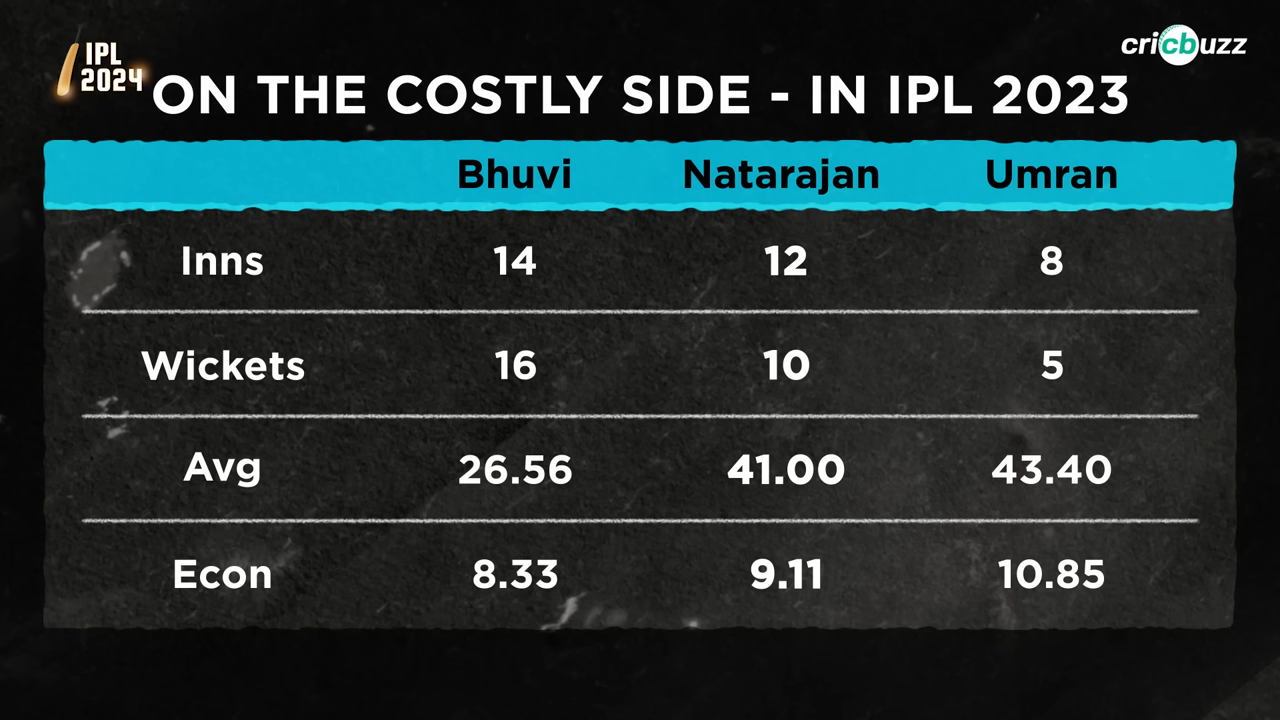 IPL
2024
cricbuzz
ON THE COSTLY SIDE - IN IPL 2023
Bhuvi Natarajan Umran
Inns 14 12 8
Wickets 16 10 5
Avg 26.56 41.00 43.40
Econ 8.33 9.11 10.85